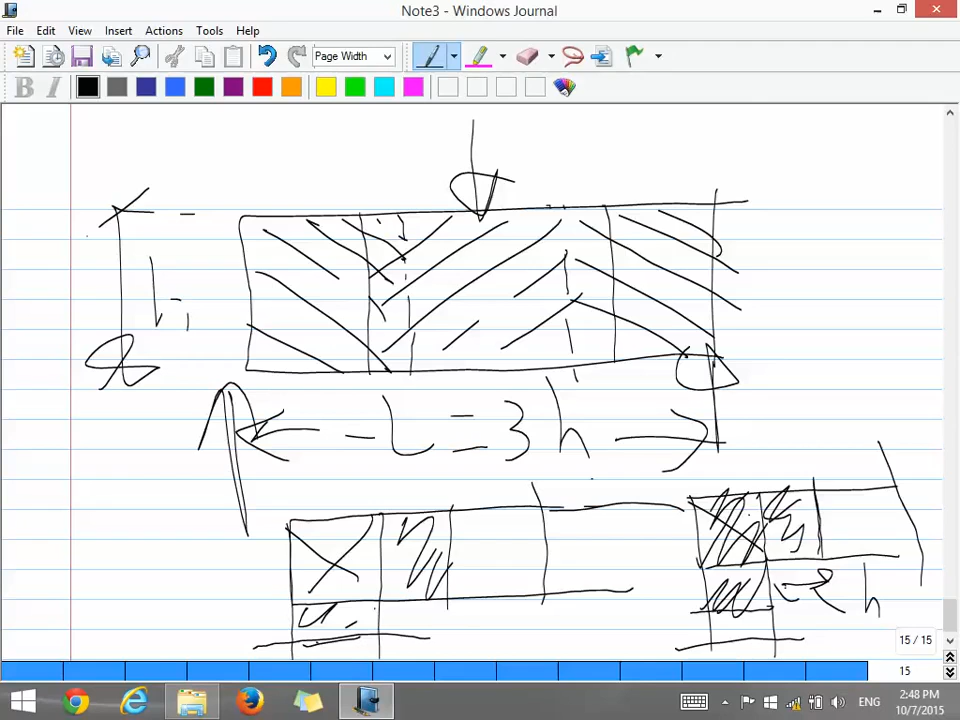 Note3 - Windows Journal
File Edit View Insert Actions Tools Help
Page Width
B I
h
L = 3h
h
15 / 15
15
ENG
2:48 PM
10/7/2015